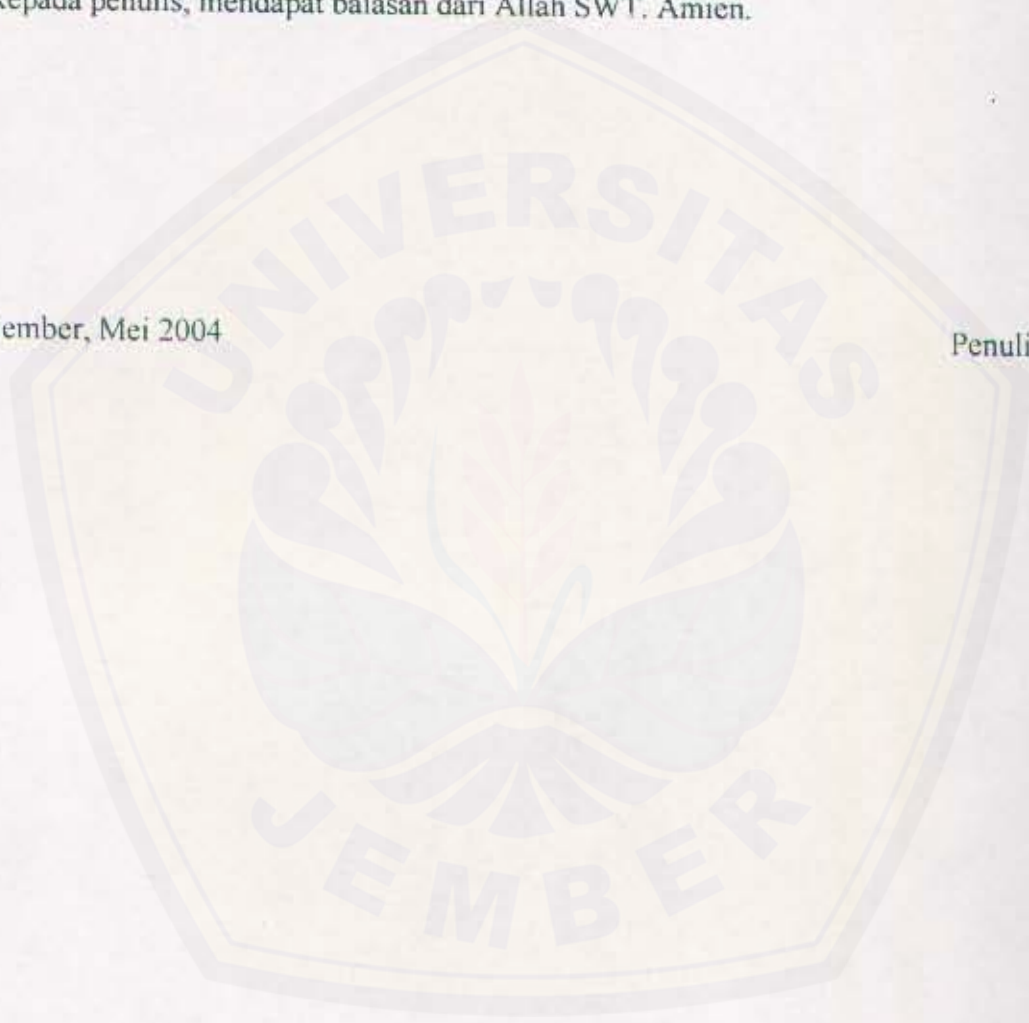 kepada penulis, mendapat balasan dari Allah SWT. Amien.
UNIVERSITAS
ember, Mei 2004
Penuli
JEMBER